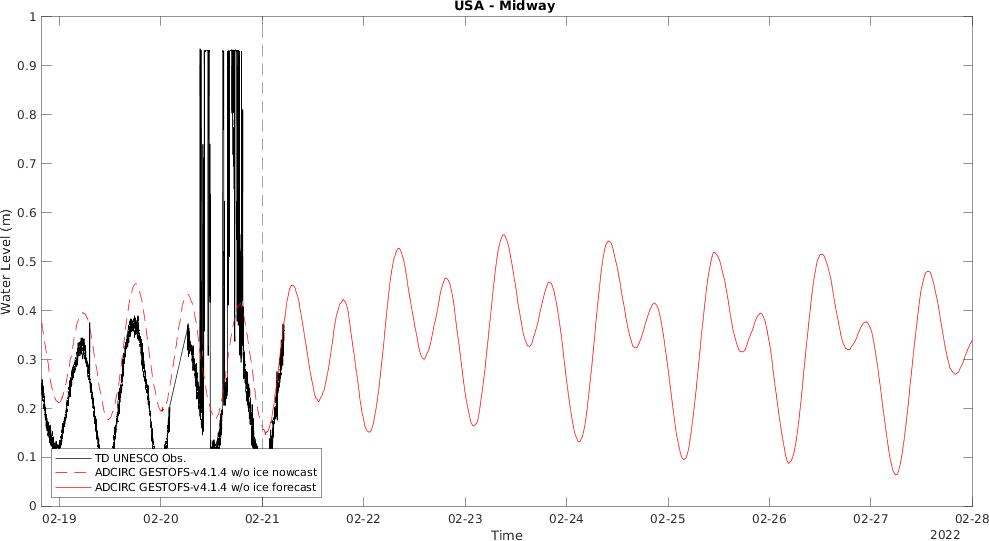 USA - Midway
1
0.9
0.8
0.7
0.6
0.5
0.4
0.3
0.2
0.1
0
Water Level (m)
TD UNESCO Obs.
ADCIRC GESTOFS-v4.1.4 w/o ice nowcast
ADCIRC GESTOFS-v4.1.4 w/o ice forecast
02-19 02-20 02-21 02-22 02-23 02-24 02-25 02-26 02-27 02-28
Time
2022